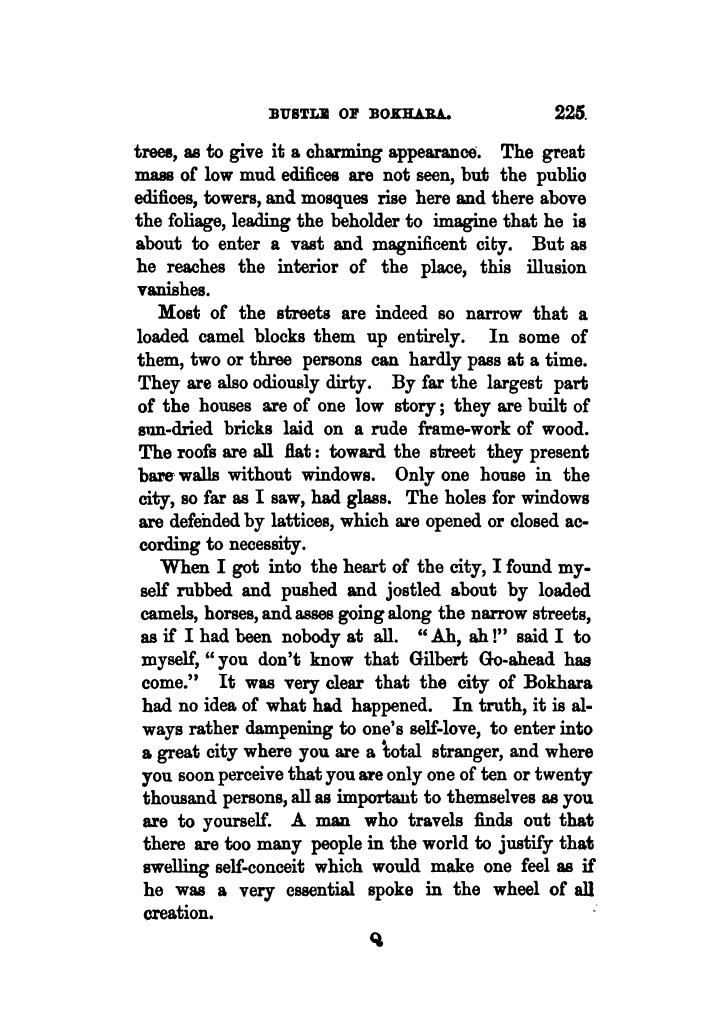 BUSTLE OF BOKHARA. 225.
trees, as to give it a charming appearance. The great
mass of low mud edifices are not seen, but the public
edifices, towers, and mosques rise here and there above
the foliage, leading the beholder to imagine that he is
about to enter a vast and magnificent city. But as
he reaches the interior of the place, this illusion
vanishes.
Most of the streets are indeed so narrow that a
loaded camel blocks them up entirely. In some of
them, two or three persons can hardly pass at a time.
They are also odiously dirty. By far the largest part
of the houses are of one low story; they are built of
sun-dried bricks laid on a rude frame-work of wood.
The roofs are all flat: toward the street they present
bare walls without windows. Only one house in the
city, so far as I saw, had glass. The holes for windows
are defended by lattices, which are opened or closed ac-
cording to necessity.
When I got into the heart of the city, I found my-
self rubbed and pushed and jostled about by loaded
camels, horses, and asses going along the narrow streets,
as if I had been nobody at all. "Ah, ah!" said I to
myself, "you don't know that Gilbert Go-ahead has
come." It was very clear that the city of Bokhara
had no idea of what had happened. In truth, it is al-
ways rather dampening to one's self-love, to enter into
a great city where you are a total stranger, and where
you soon perceive that you are only one of ten or twenty
thousand persons, all as important to themselves as you
are to yourself. A man who travels finds out that
there are too many people in the world to justify that
swelling self-conceit which would make one feel as if
he was a very essential spoke in the wheel of all
creation.
Q